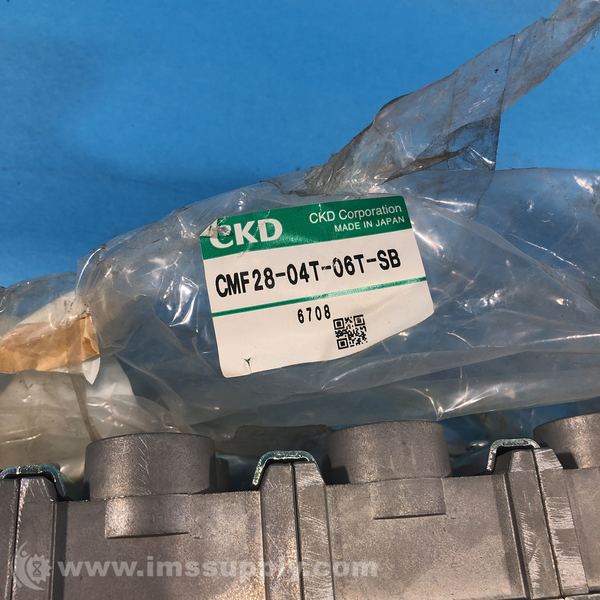 CKD
CKD Corporation
MADE IN JAPAN
CMF28-04T-06T-SB
6708
www.imssupply.com